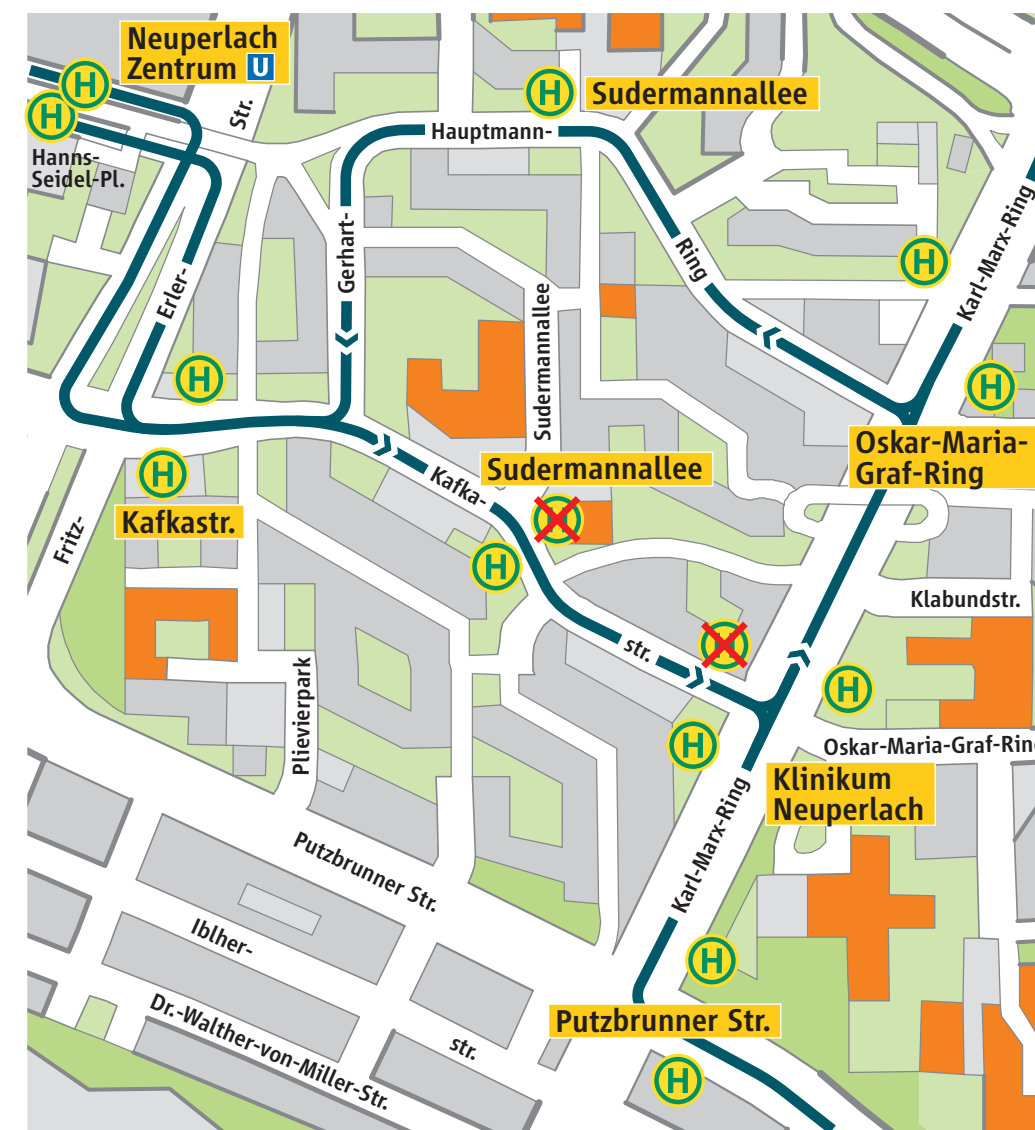 Neuperlach
Zentrum U
H
H
Hanns-
Seidel-Pl.
Str.
H
Sudermannallee
Hauptmann-
Gerhart-
Ring
Karl-Marx-Ring
H
Erler-
Sudermannallee
H
H
Oskar-Maria-
Graf-Ring
Sudermannallee
Kafka-
H
H
Kafkastr.
Fritz-
H
Klabundstr.
str.
H
H
H
Plievierpark
Oskar-Maria-Graf-Rin
Klinikum
Neuperlach
Karl-Marx-Ring
Putzbrunner Str.
Iblher-
H
Dr.-Walther-von-Miller-Str.
str.
Putzbrunner Str.
H